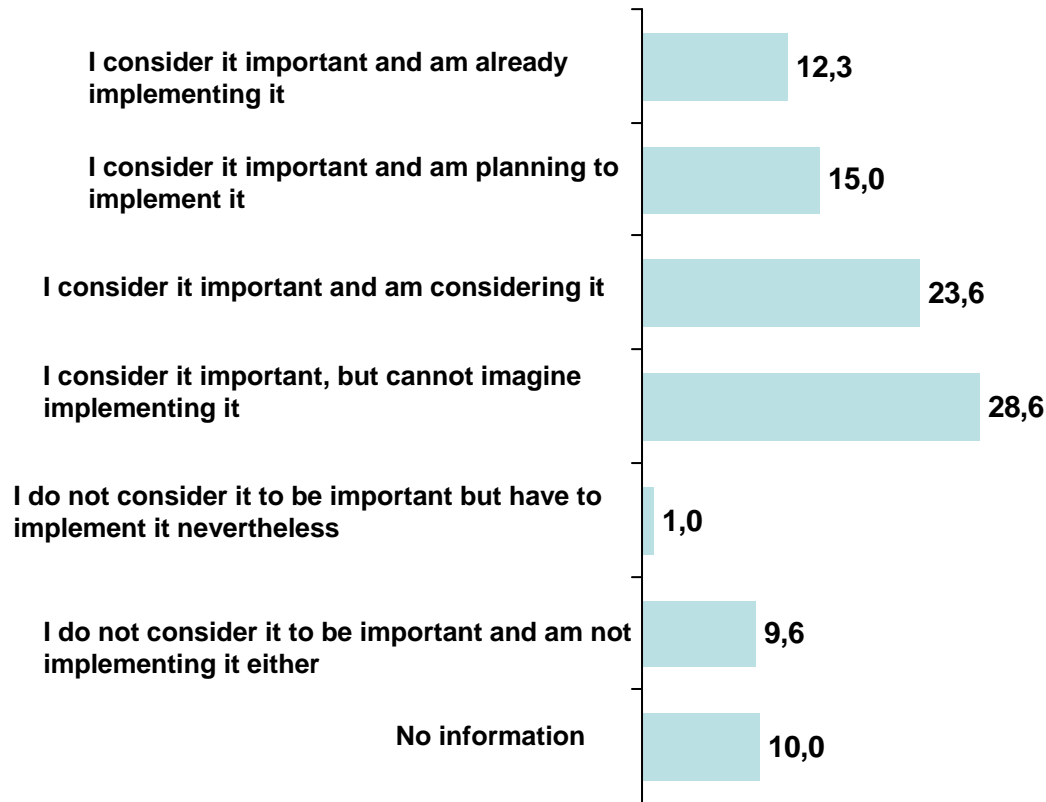 I consider it important and am already
implementing it
12,3
I consider it important and am planning to
implement it
15,0
I consider it important and am considering it
23,6
I consider it important, but cannot imagine
implementing it
28,6
I do not consider it to be important but have to
implement it nevertheless
1,0
I do not consider it to be important and am not
implementing it either
9,6
No information
10,0